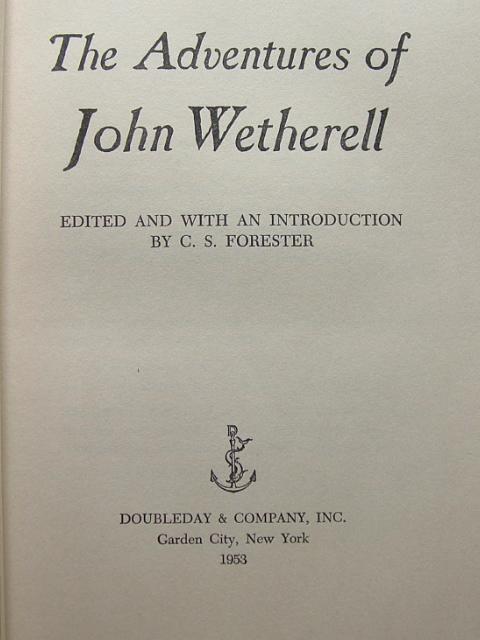 The Adventures of
John Wetherell
EDITED AND WITH AN INTRODUCTION
BY C. S. FORESTER
D
DOUBLEDAY & COMPANY, INC.
Garden City, New York
1953